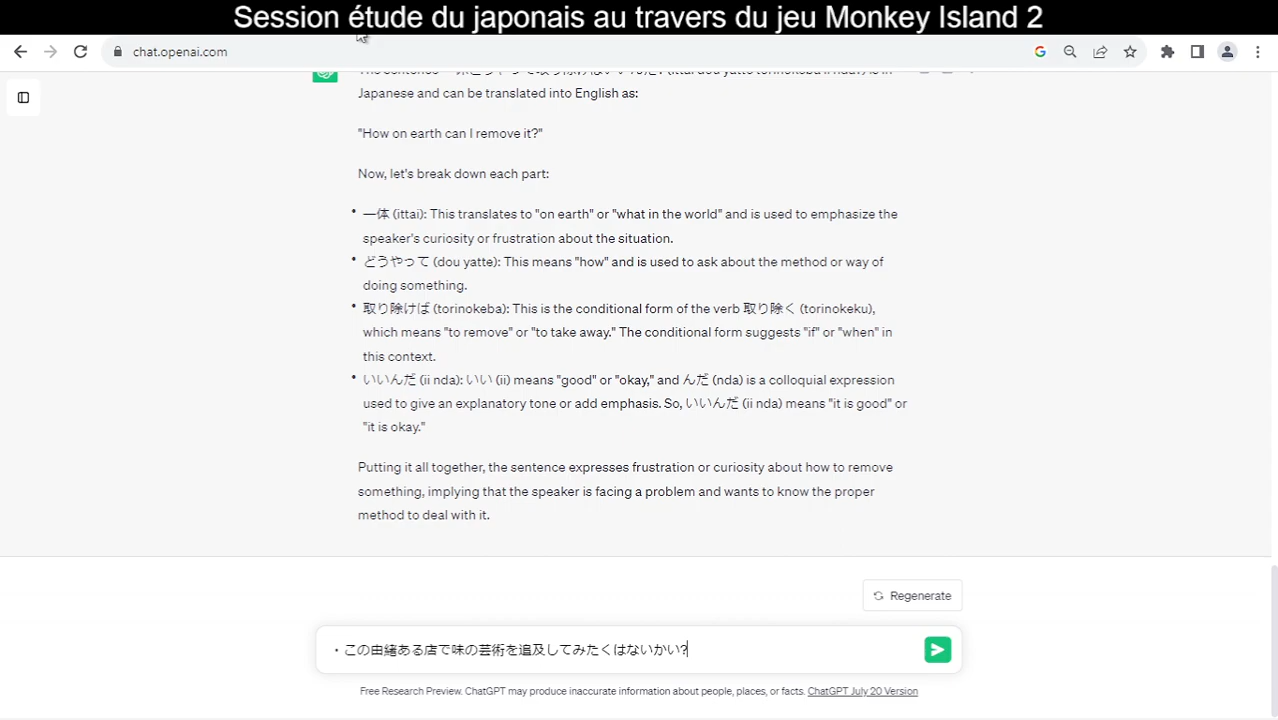 Session étude du japonais au travers du jeu Monkey Island 2
chat.openai.com
Japanese and can be translated into English as:
"How on earth can I remove it?"
Now, let's break down each part:
• 一体 (ittai): This translates to "on earth" or "what in the world" and is used to emphasize the
speaker's curiosity or frustration about the situation.
• どうやって (dou yatte): This means "how" and is used to ask about the method or way of
doing something.
• 取り除けば (torinokeba): This is the conditional form of the verb 取り除く (torinokeku),
which means "to remove" or "to take away." The conditional form suggests "if" or "when" in
this context.
• いいんだ (ii nda): いい (ii) means "good" or "okay," and んだ (nda) is a colloquial expression
used to give an explanatory tone or add emphasis. So, いいんだ (ii nda) means "it is good" or
"it is okay."
Putting it all together, the sentence expresses frustration or curiosity about how to remove
something, implying that the speaker is facing a problem and wants to know the proper
method to deal with it.
Regenerate
・この由緒ある店で味の芸術を追及してみたくはないかい?
Free Research Preview. ChatGPT may produce inaccurate information about people, places, or facts. ChatGPT July 20 Version